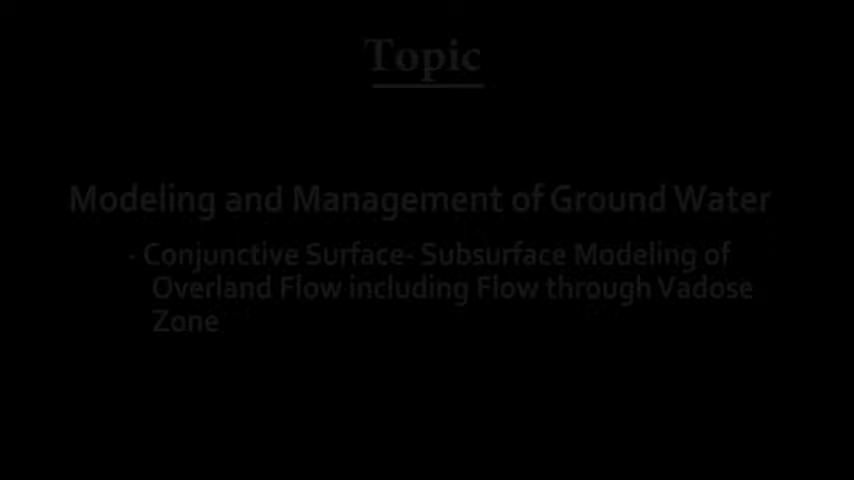 Topic
Modeling and Management of Ground Water
- Conjunctive Surface- Subsurface Modeling of
Overland Flow including Flow through Vadose
Zone